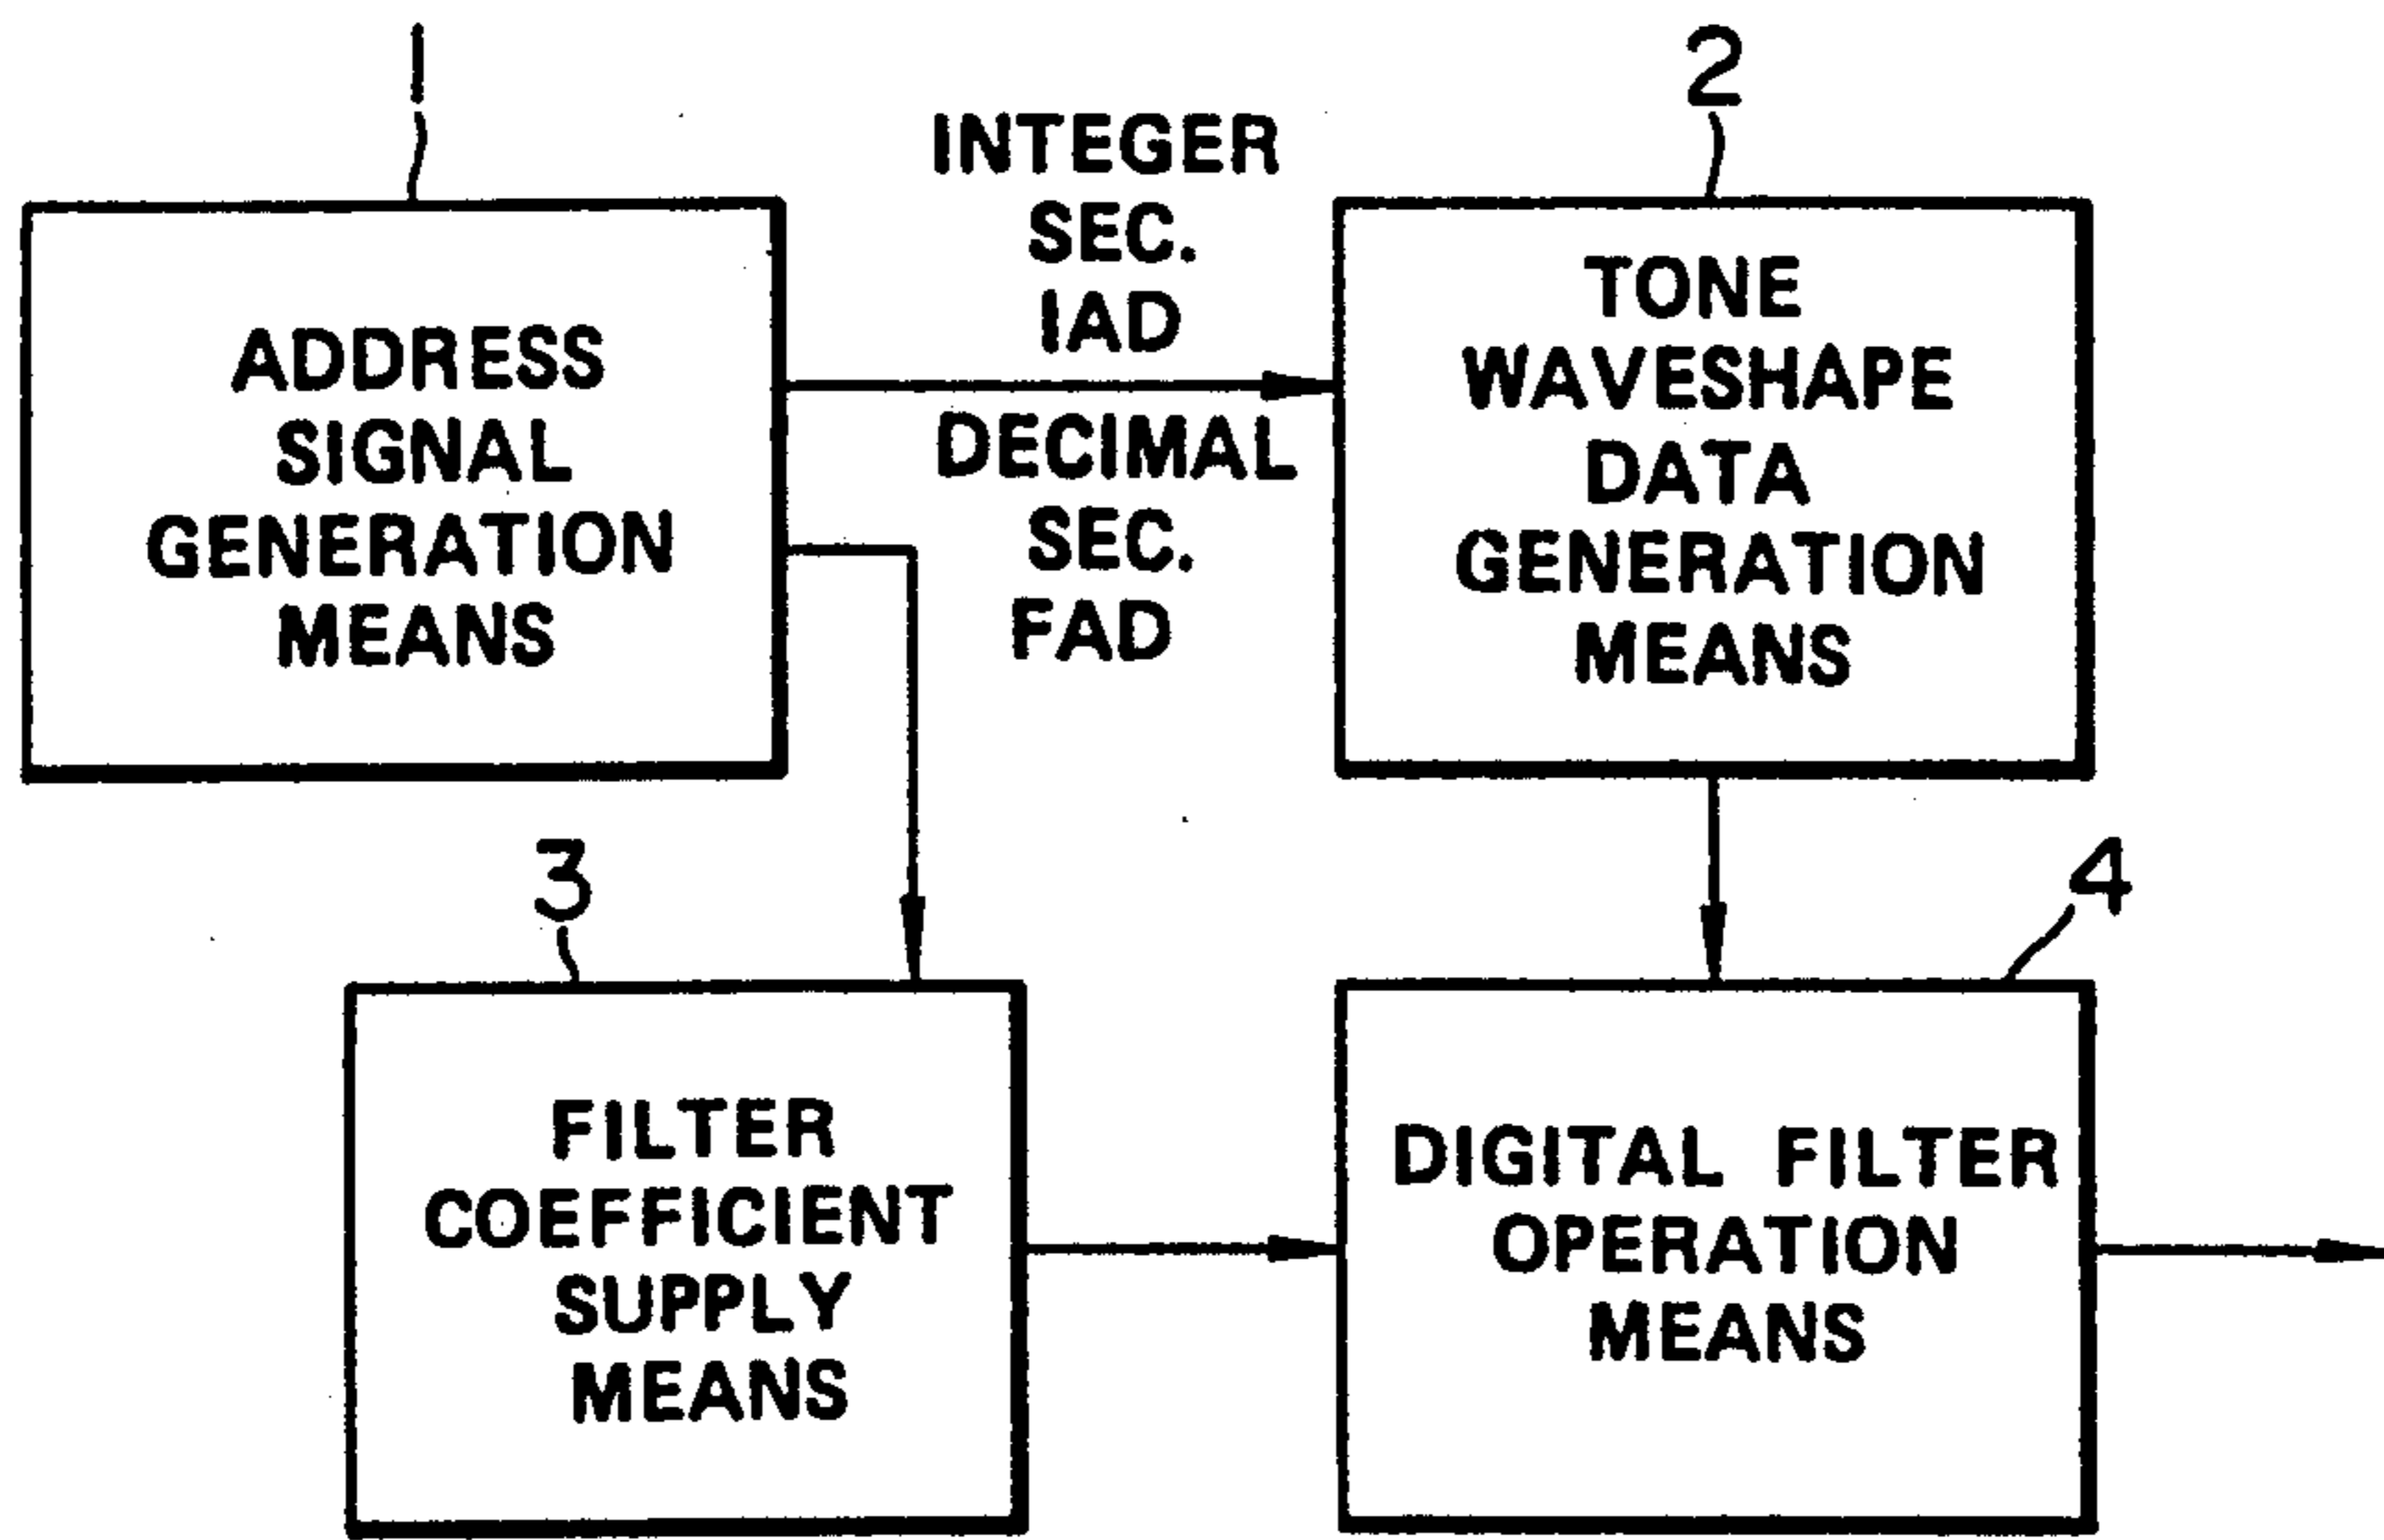 1
ADDRESS
SIGNAL
GENERATION
MEANS
INTEGER
SEC.
IAD
DECIMAL
SEC.
FAD
2
TONE
WAVESHAPE
DATA
GENERATION
MEANS
3
FILTER
COEFFICIENT
SUPPLY
MEANS
4
DIGITAL FILTER
OPERATION
MEANS